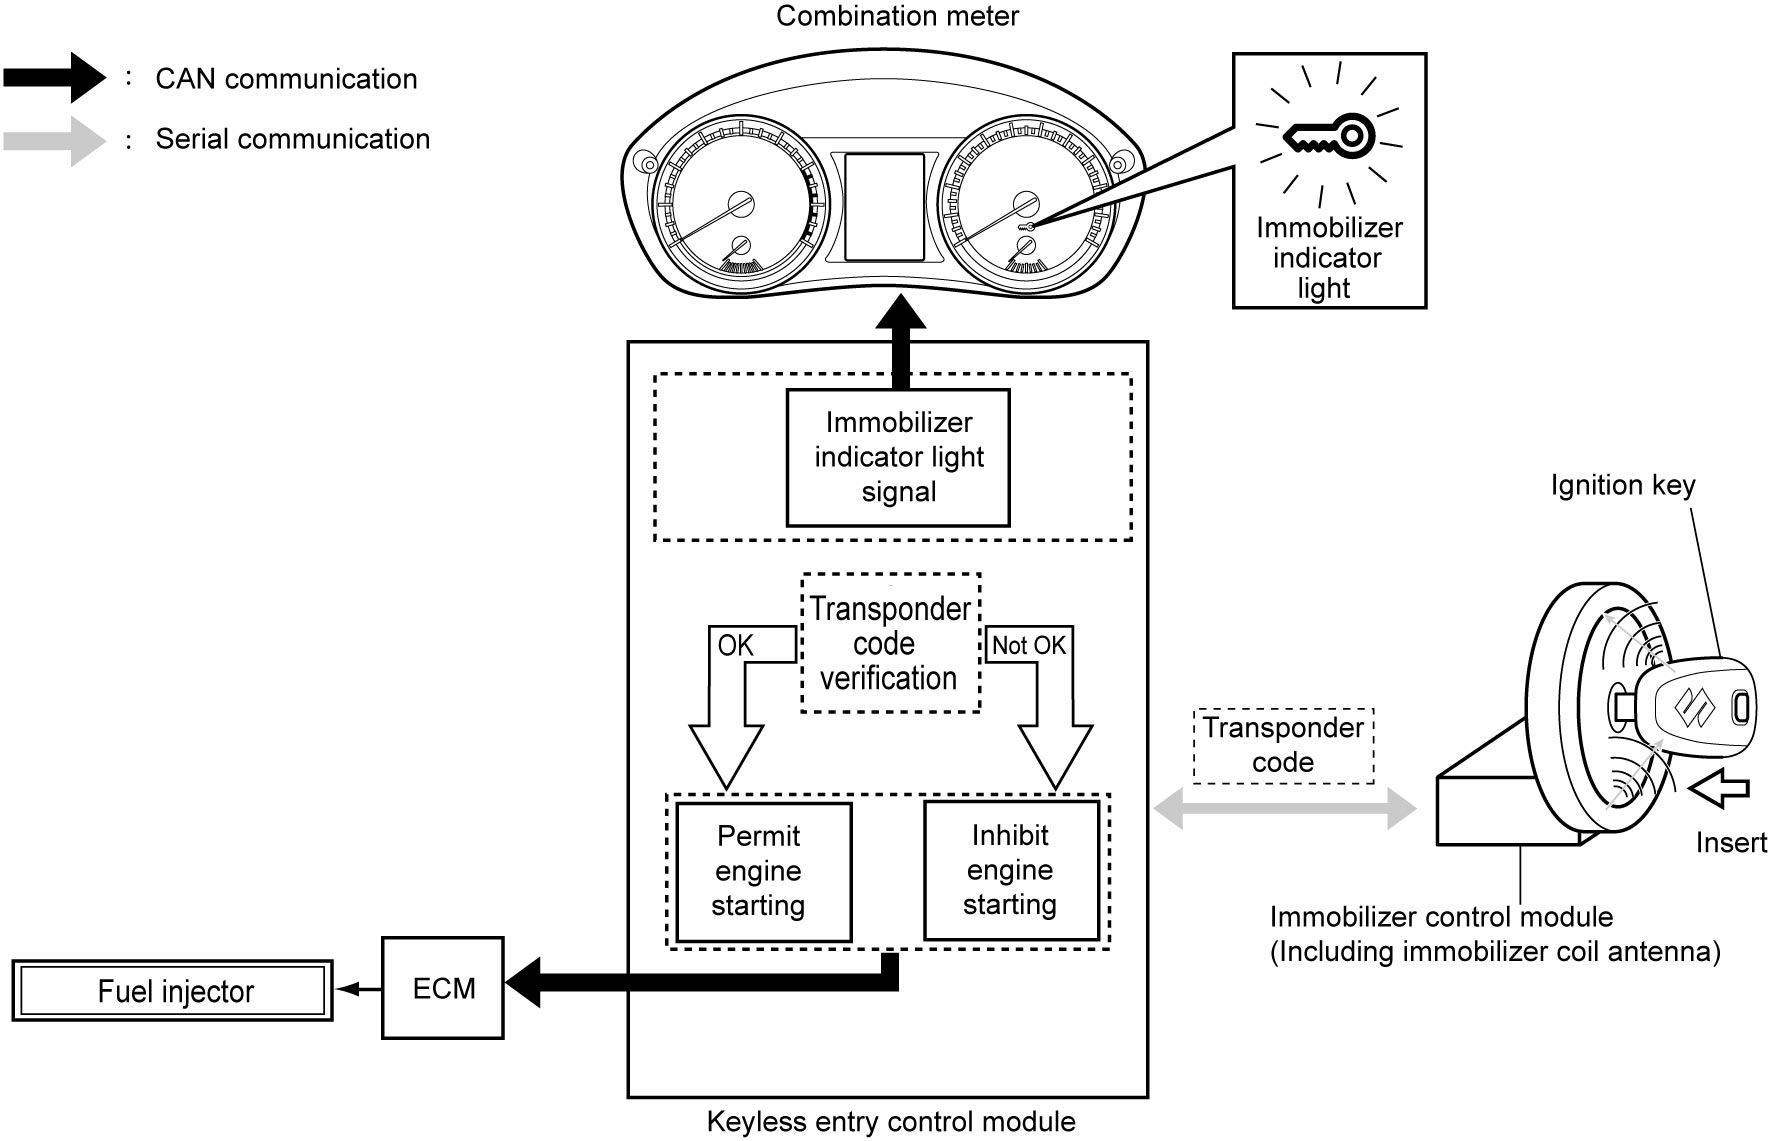 Combination meter
: CAN communication
: Serial communication
Immobilizer
indicator
light
Immobilizer
indicator light
signal
Ignition key
Transponder
code
verification
OK
Not OK
Transponder
code
Permit
engine
starting
Inhibit
engine
starting
Insert
Immobilizer control module
(Including immobilizer coil antenna)
ECM
Fuel injector
Keyless entry control module